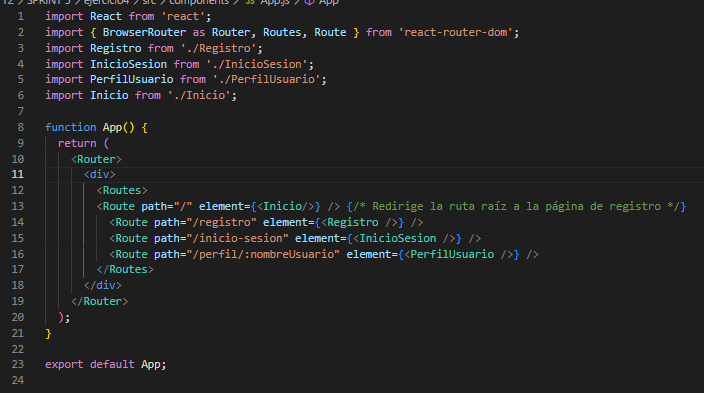 12 > SPRINT 5 > ejercicio4 > src > components > JS App.js > App
1 import React from 'react';
2 import { BrowserRouter as Router, Routes, Route } from 'react-router-dom';
3 import Registro from './Registro';
4 import InicioSesion from './InicioSesion';
5 import PerfilUsuario from './PerfilUsuario';
6 import Inicio from './Inicio';
7
8 function App() {
9 return (
10 <Router>
11 <div>
12 <Routes>
13 <Route path="/" element={<Inicio/>} /> {/* Redirige la ruta raíz a la página de registro */}
14 <Route path="/registro" element={<Registro />} />
15 <Route path="/inicio-sesion" element={<InicioSesion />} />
16 <Route path="/perfil/:nombreUsuario" element={<PerfilUsuario />} />
17 </Routes>
18 </div>
19 </Router>
20 );
21 }
22
23 export default App;
24